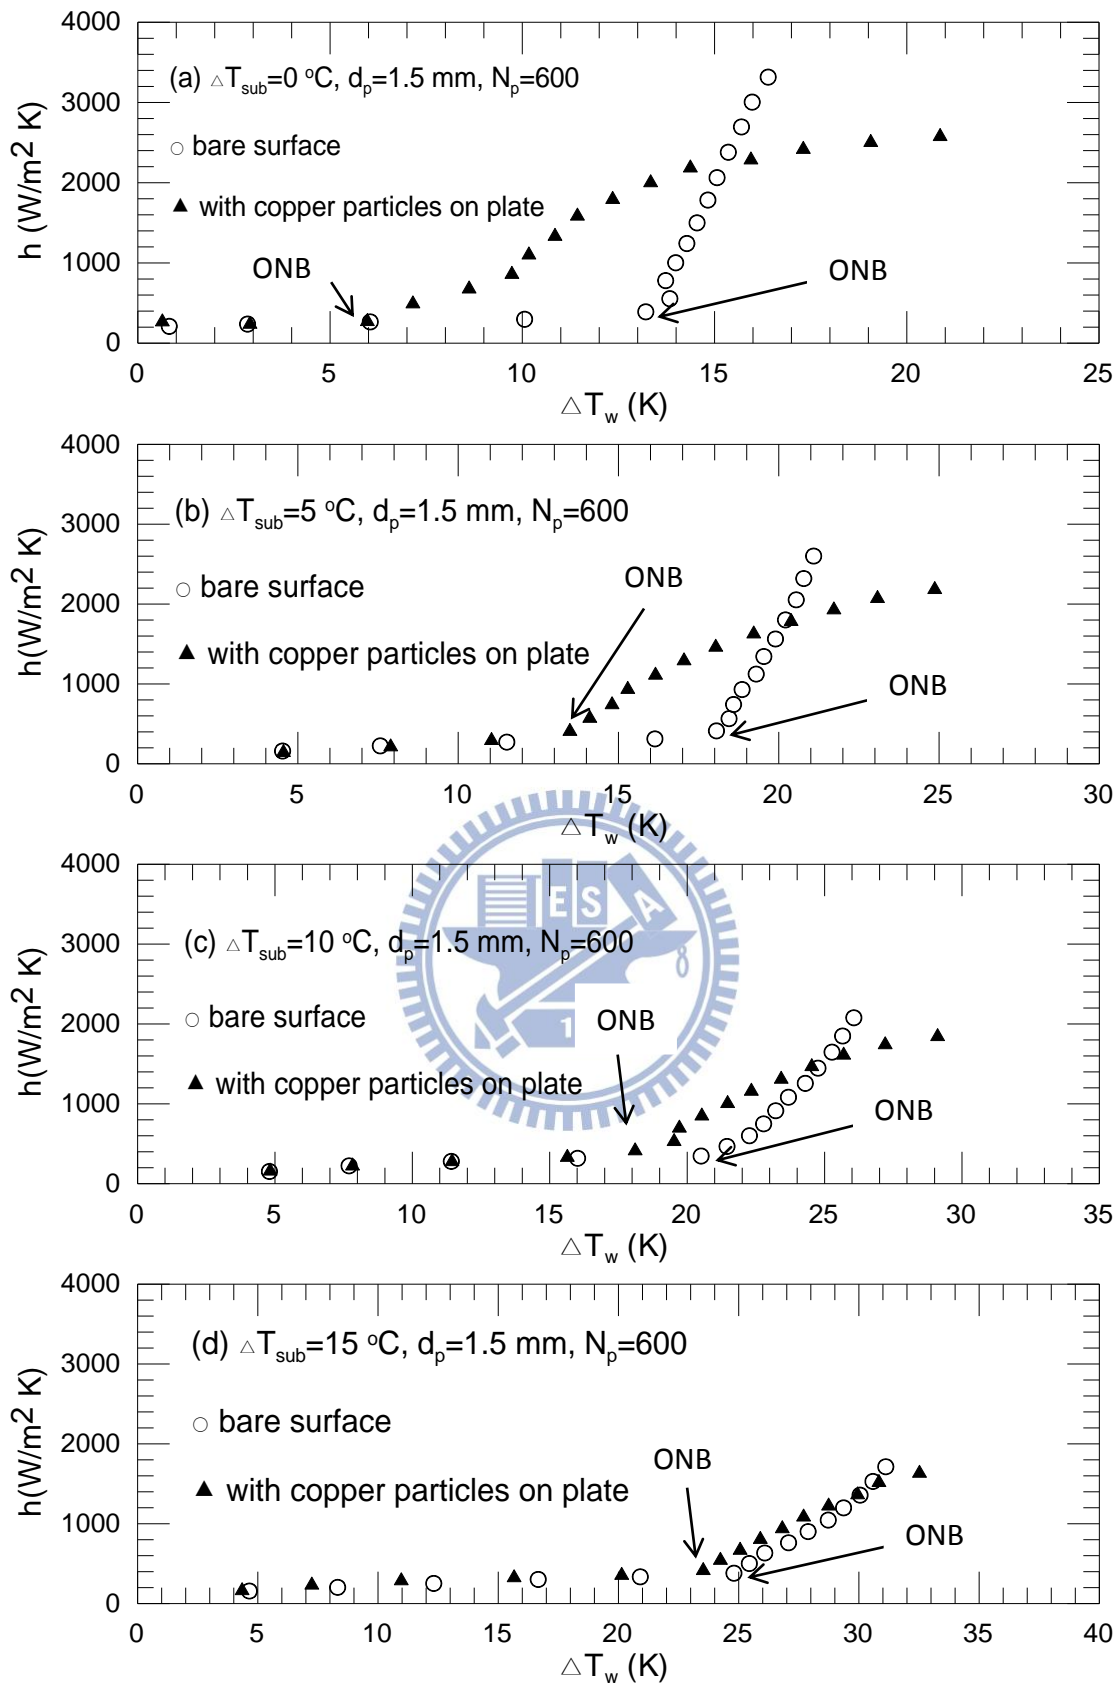 4000
3000
2000
1000
0
h (W/m² K)
(a) △T_sub=0 °C, d_p=1.5 mm, N_p=600
○ bare surface
▲ with copper particles on plate
ONB
ONB
0 5 10 15 20 25
△T_w (K)
4000
3000
2000
1000
0
h(W/m² K)
(b) △T_sub=5 °C, d_p=1.5 mm, N_p=600
○ bare surface
▲ with copper particles on plate
ONB
ONB
0 5 10 15 20 25 30
△T_w (K)
4000
3000
2000
1000
0
h(W/m² K)
E S A
(c) △T_sub=10 °C, d_p=1.5 mm, N_p=600
8
○ bare surface
1
ONB
▲ with copper particles on plate
ONB
0 5 10 15 20 25 30 35
△T_w (K)
4000
3000
2000
1000
0
h(W/m² K)
(d) △T_sub=15 °C, d_p=1.5 mm, N_p=600
○ bare surface
▲ with copper particles on plate
ONB
ONB
0 5 10 15 20 25 30 35 40
△T_w (K)